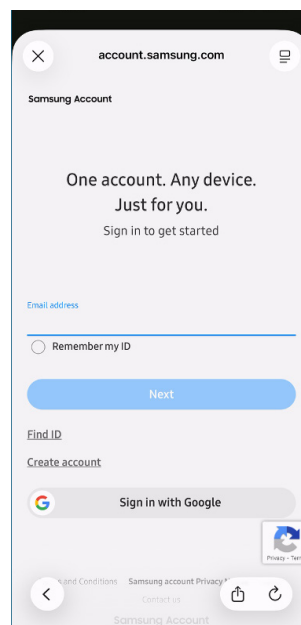 account.samsung.com
Samsung Account
One account. Any device.
Just for you.
Sign in to get started
Email address
Remember my ID
Next
Find ID
Create account
Sign in with Google
Privacy - Ter
and Conditions Samsung account Privacy
Contact us
Samsung Account